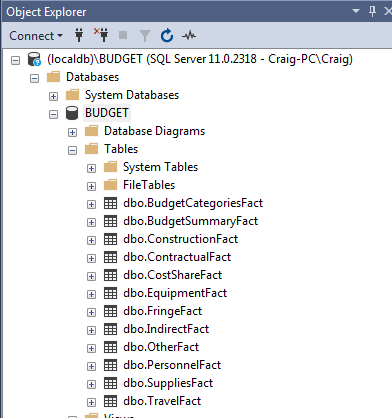 Object Explorer
Connect
(localdb)\BUDGET (SQL Server 11.0.2318 - Craig-PC\Craig)
Databases
System Databases
BUDGET
Database Diagrams
Tables
System Tables
FileTables
dbo.BudgetCategoriesFact
dbo.BudgetSummaryFact
dbo.ConstructionFact
dbo.ContractualFact
dbo.CostShareFact
dbo.EquipmentFact
dbo.FringeFact
dbo.IndirectFact
dbo.OtherFact
dbo.PersonnelFact
dbo.SuppliesFact
dbo.TravelFact
Views